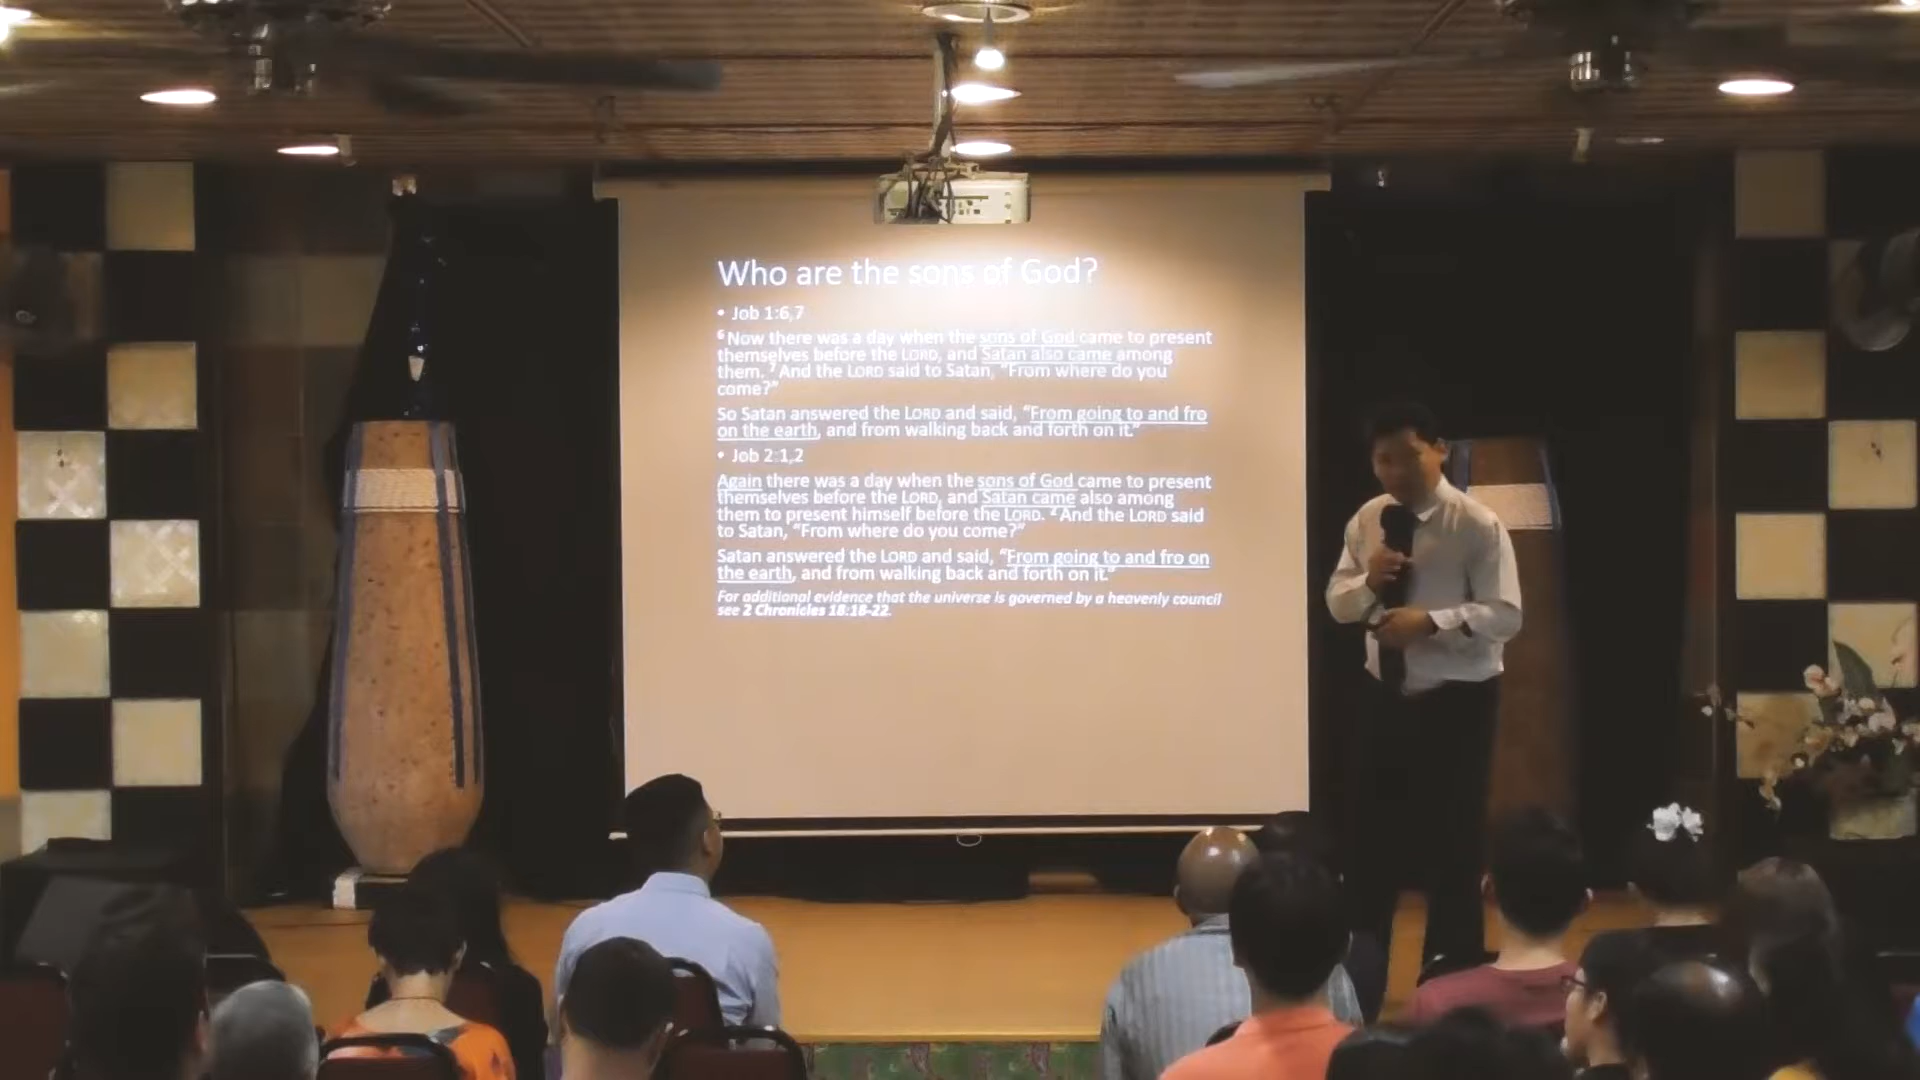 Who are the sons of God?
• Job 1:6,7
6 Now there was a day when the sons of God came to present
themselves before the LORD, and Satan also came among
them. 7 And the LORD said to Satan, “From where do you
come?”
So Satan answered the LORD and said, “From going to and fro
on the earth, and from walking back and forth on it.”
• Job 2:1,2
Again there was a day when the sons of God came to present
themselves before the LORD, and Satan came also among
them to present himself before the LORD. 2 And the LORD said
to Satan, “From where do you come?”
Satan answered the LORD and said, “From going to and fro on
the earth, and from walking back and forth on it.”
For additional evidence that the universe is governed by a heavenly council
see 2 Chronicles 18:18-22.